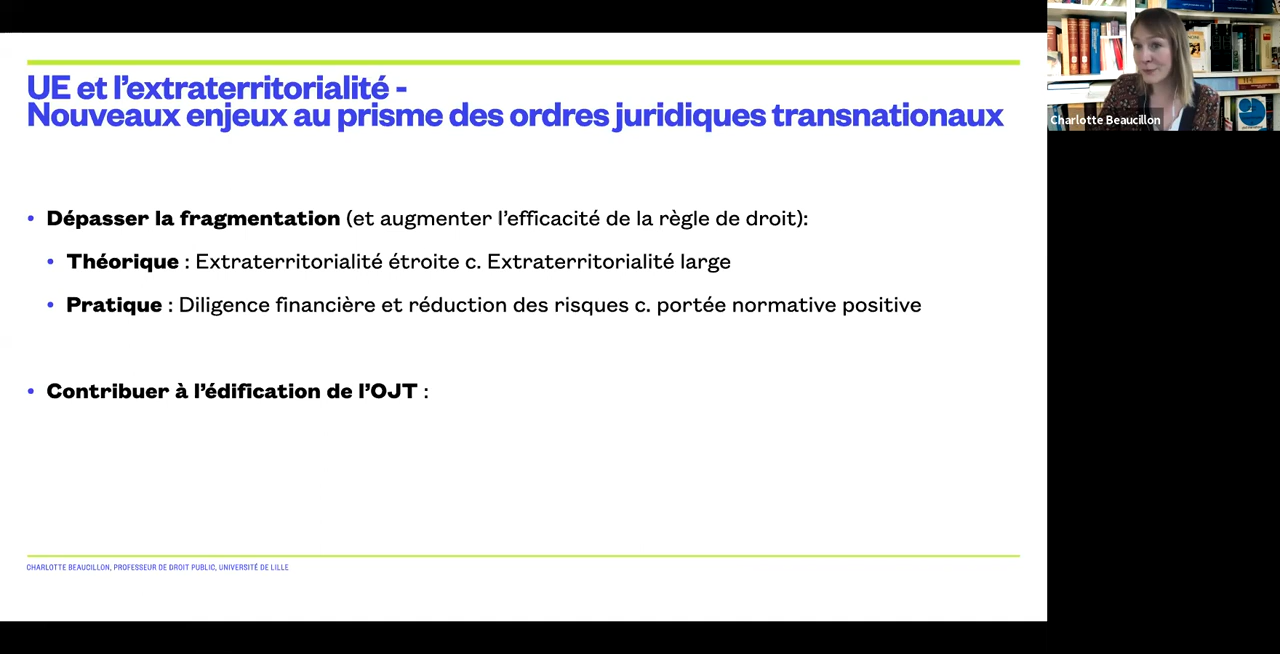 UE et l’extraterritorialité -
Nouveaux enjeux au prisme des ordres juridiques transnationaux
Charlotte Beaucillon
• Dépasser la fragmentation (et augmenter l’efficacité de la règle de droit):
• Théorique : Extraterritorialité étroite c. Extraterritorialité large
• Pratique : Diligence financière et réduction des risques c. portée normative positive
• Contribuer à l’édification de l’OJT :
CHARLOTTE BEAUCILLON, PROFESSEUR DE DROIT PUBLIC, UNIVERSITÉ DE LILLE